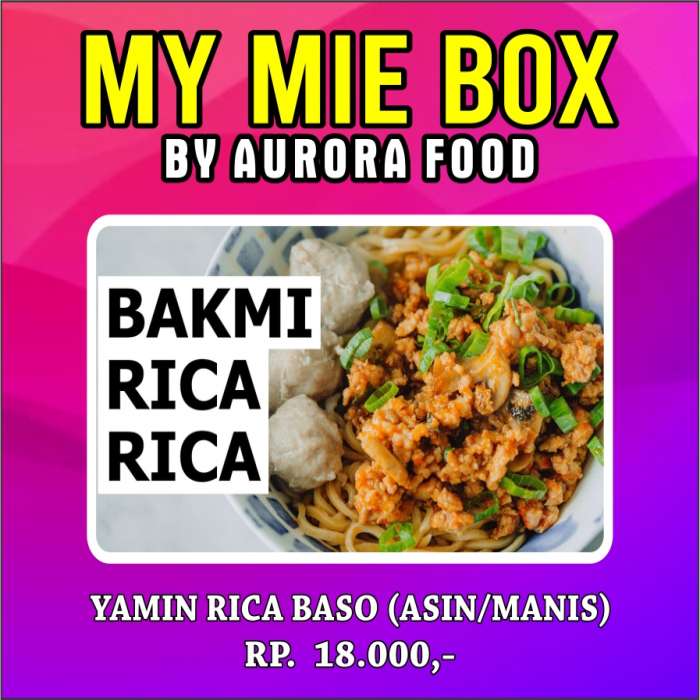 MY MIE BOX
BY AURORA FOOD
BAKMI
RICA
RICA
YAMIN RICA BASO (ASIN/MANIS)
RP. 18.000,-